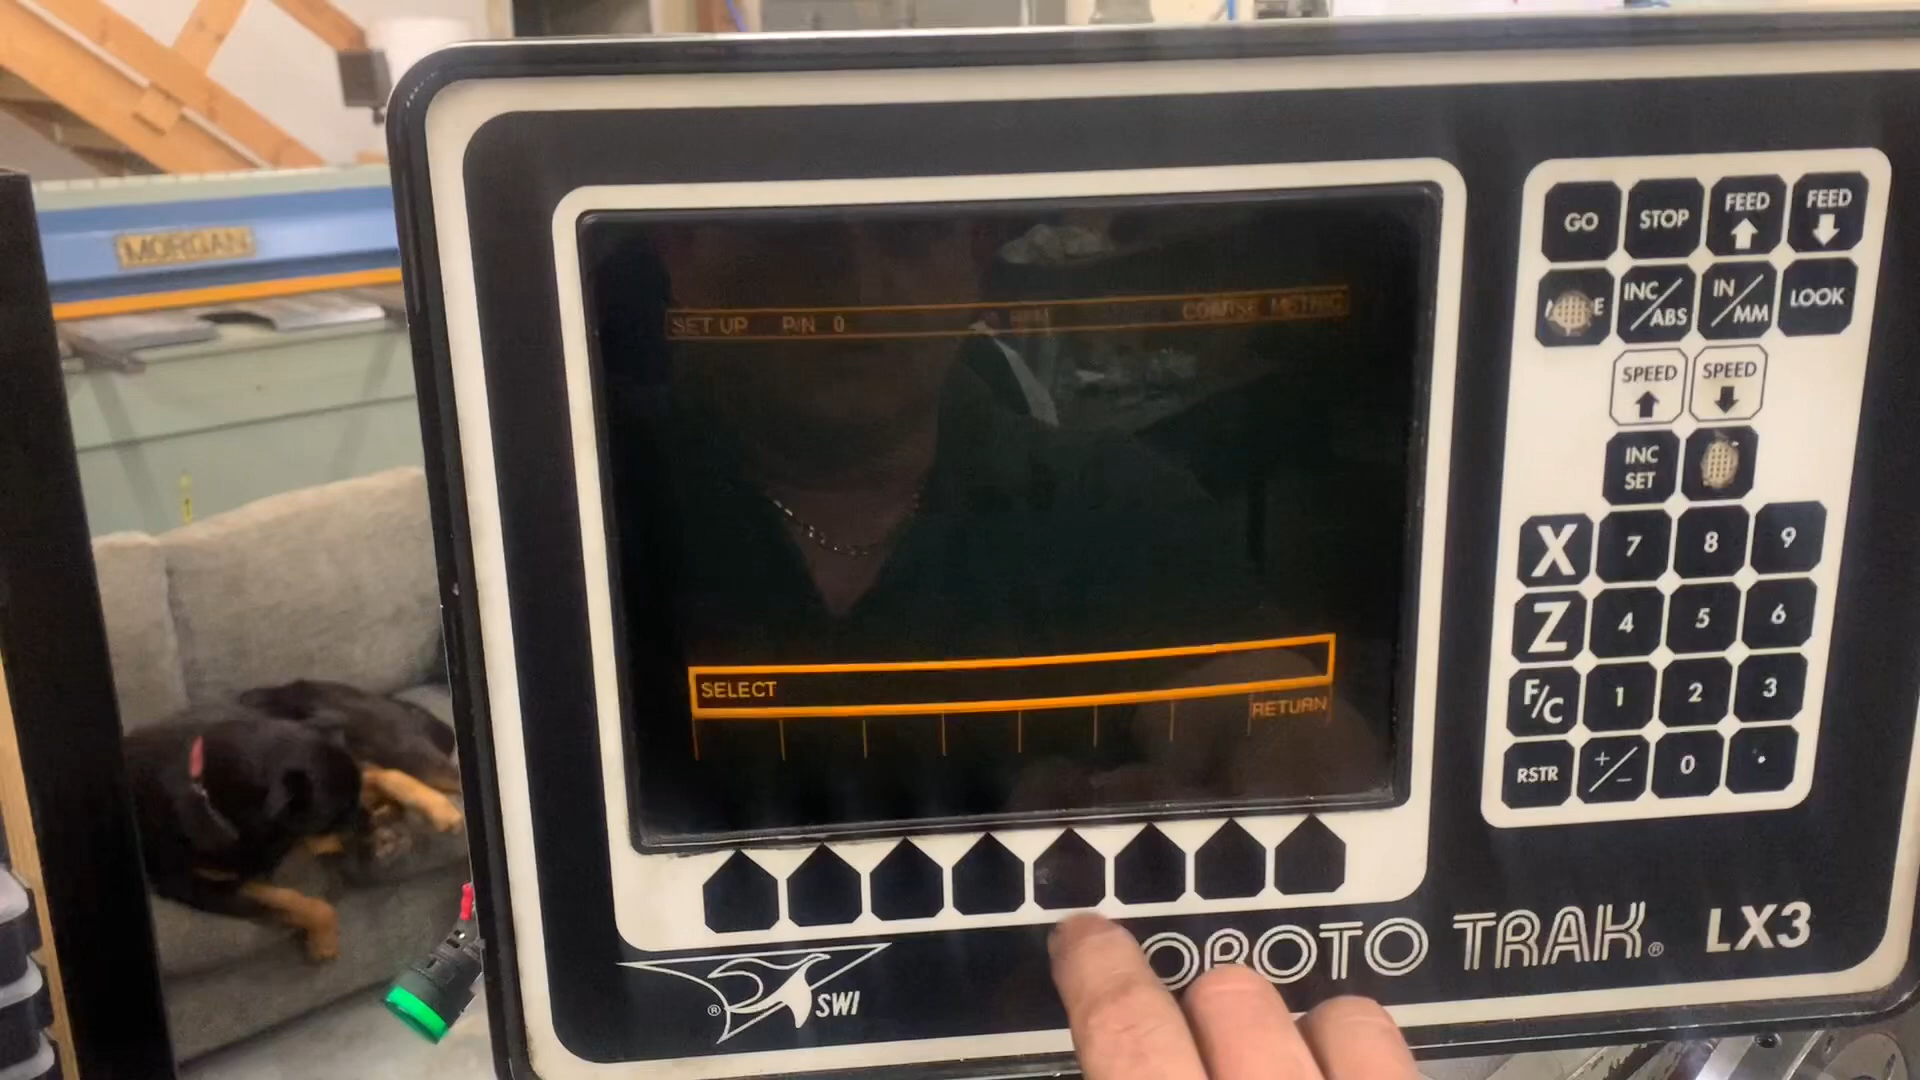 MORGAN
SET UP P/N 0 RPM COARSE METRIC
SELECT
RETURN
GO STOP FEED FEED
INC/ABS IN/MM LOOK
SPEED SPEED
INC SET
X 7 8 9
Z 4 5 6
F/C 1 2 3
RSTR +/- 0 .
® SWI
OPOTO TRAK® LX3